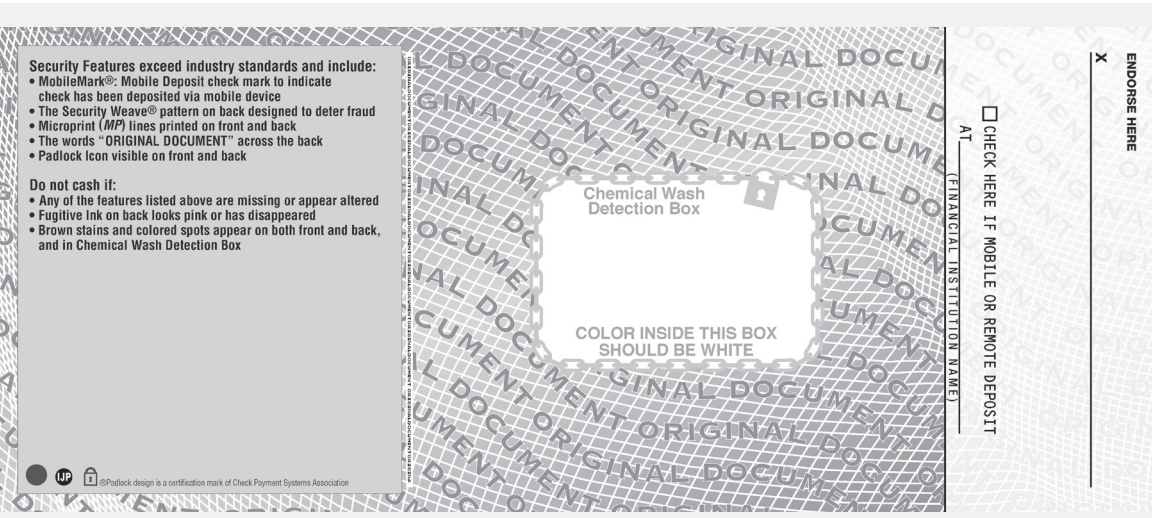 Security Features exceed industry standards and include:
• MobileMark®: Mobile Deposit check mark to indicate
check has been deposited via mobile device
• The Security Weave® pattern on back designed to deter fraud
• Microprint (MP) lines printed on front and back
• The words “ORIGINAL DOCUMENT” across the back
• Padlock Icon visible on front and back
Do not cash if:
• Any of the features listed above are missing or appear altered
• Fugitive Ink on back looks pink or has disappeared
• Brown stains and colored spots appear on both front and back,
and in Chemical Wash Detection Box
IJP
®Padlock design is a certification mark of Check Payment Systems Association
Chemical Wash
Detection Box
COLOR INSIDE THIS BOX
SHOULD BE WHITE
ORIGINAL DOCUMENT
ENDORSE HERE
X
CHECK HERE IF MOBILE OR REMOTE DEPOSIT
AT
(FINANCIAL INSTITUTION NAME)